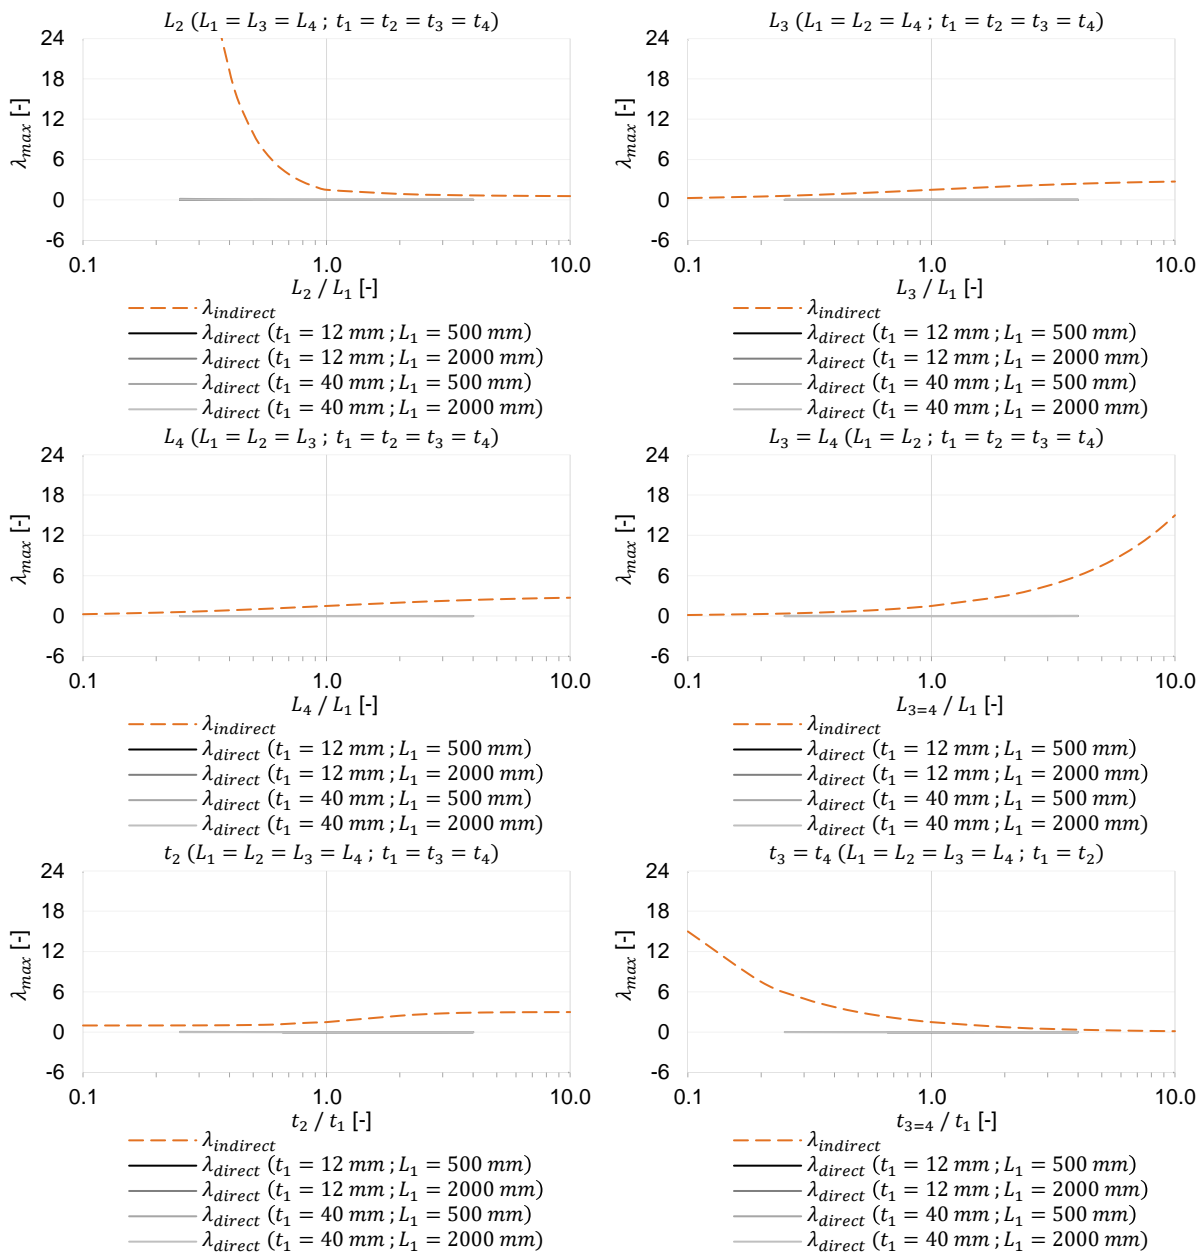 L₂ (L₁ = L₃ = L₄ ; t₁ = t₂ = t₃ = t₄)
24
18
12
6
0
-6
λmax [-]
0.1 1.0 10.0
L₂ / L₁ [-]
λindirect
λdirect (t₁ = 12 mm ; L₁ = 500 mm)
λdirect (t₁ = 12 mm ; L₁ = 2000 mm)
λdirect (t₁ = 40 mm ; L₁ = 500 mm)
λdirect (t₁ = 40 mm ; L₁ = 2000 mm)
L₃ (L₁ = L₂ = L₄ ; t₁ = t₂ = t₃ = t₄)
24
18
12
6
0
-6
λmax [-]
0.1 1.0 10.0
L₃ / L₁ [-]
λindirect
λdirect (t₁ = 12 mm ; L₁ = 500 mm)
λdirect (t₁ = 12 mm ; L₁ = 2000 mm)
λdirect (t₁ = 40 mm ; L₁ = 500 mm)
λdirect (t₁ = 40 mm ; L₁ = 2000 mm)
L₄ (L₁ = L₂ = L₃ ; t₁ = t₂ = t₃ = t₄)
24
18
12
6
0
-6
λmax [-]
0.1 1.0 10.0
L₄ / L₁ [-]
λindirect
λdirect (t₁ = 12 mm ; L₁ = 500 mm)
λdirect (t₁ = 12 mm ; L₁ = 2000 mm)
λdirect (t₁ = 40 mm ; L₁ = 500 mm)
λdirect (t₁ = 40 mm ; L₁ = 2000 mm)
L₃ = L₄ (L₁ = L₂ ; t₁ = t₂ = t₃ = t₄)
24
18
12
6
0
-6
λmax [-]
0.1 1.0 10.0
L₃₌₄ / L₁ [-]
λindirect
λdirect (t₁ = 12 mm ; L₁ = 500 mm)
λdirect (t₁ = 12 mm ; L₁ = 2000 mm)
λdirect (t₁ = 40 mm ; L₁ = 500 mm)
λdirect (t₁ = 40 mm ; L₁ = 2000 mm)
t₂ (L₁ = L₂ = L₃ = L₄ ; t₁ = t₃ = t₄)
24
18
12
6
0
-6
λmax [-]
0.1 1.0 10.0
t₂ / t₁ [-]
λindirect
λdirect (t₁ = 12 mm ; L₁ = 500 mm)
λdirect (t₁ = 12 mm ; L₁ = 2000 mm)
λdirect (t₁ = 40 mm ; L₁ = 500 mm)
λdirect (t₁ = 40 mm ; L₁ = 2000 mm)
t₃ = t₄ (L₁ = L₂ = L₃ = L₄ ; t₁ = t₂)
24
18
12
6
0
-6
λmax [-]
0.1 1.0 10.0
t₃₌₄ / t₁ [-]
λindirect
λdirect (t₁ = 12 mm ; L₁ = 500 mm)
λdirect (t₁ = 12 mm ; L₁ = 2000 mm)
λdirect (t₁ = 40 mm ; L₁ = 500 mm)
λdirect (t₁ = 40 mm ; L₁ = 2000 mm)